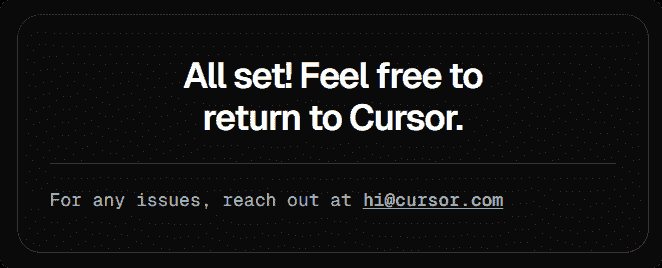 All set! Feel free to
return to Cursor.
For any issues, reach out at hi@cursor.com